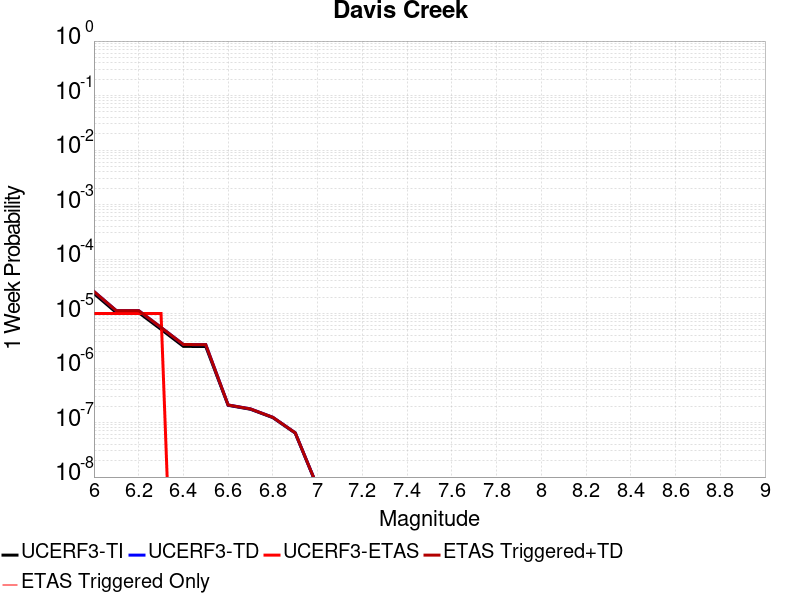 Davis Creek
10^0
10^-1
10^-2
10^-3
10^-4
10^-5
10^-6
10^-7
10^-8
1 Week Probability
6 6.2 6.4 6.6 6.8 7 7.2 7.4 7.6 7.8 8 8.2 8.4 8.6 8.8 9
Magnitude
UCERF3-TI UCERF3-TD UCERF3-ETAS ETAS Triggered+TD
ETAS Triggered Only